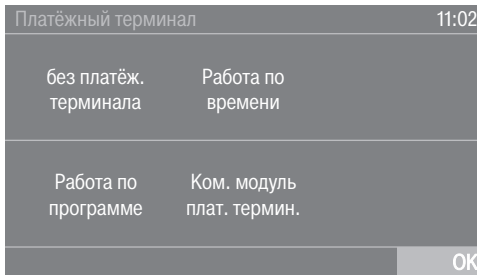 Платёжный терминал 11:02
без платёж. Работа по
терминала времени
Работа по Ком. модуль
программе плат. термин.
OK